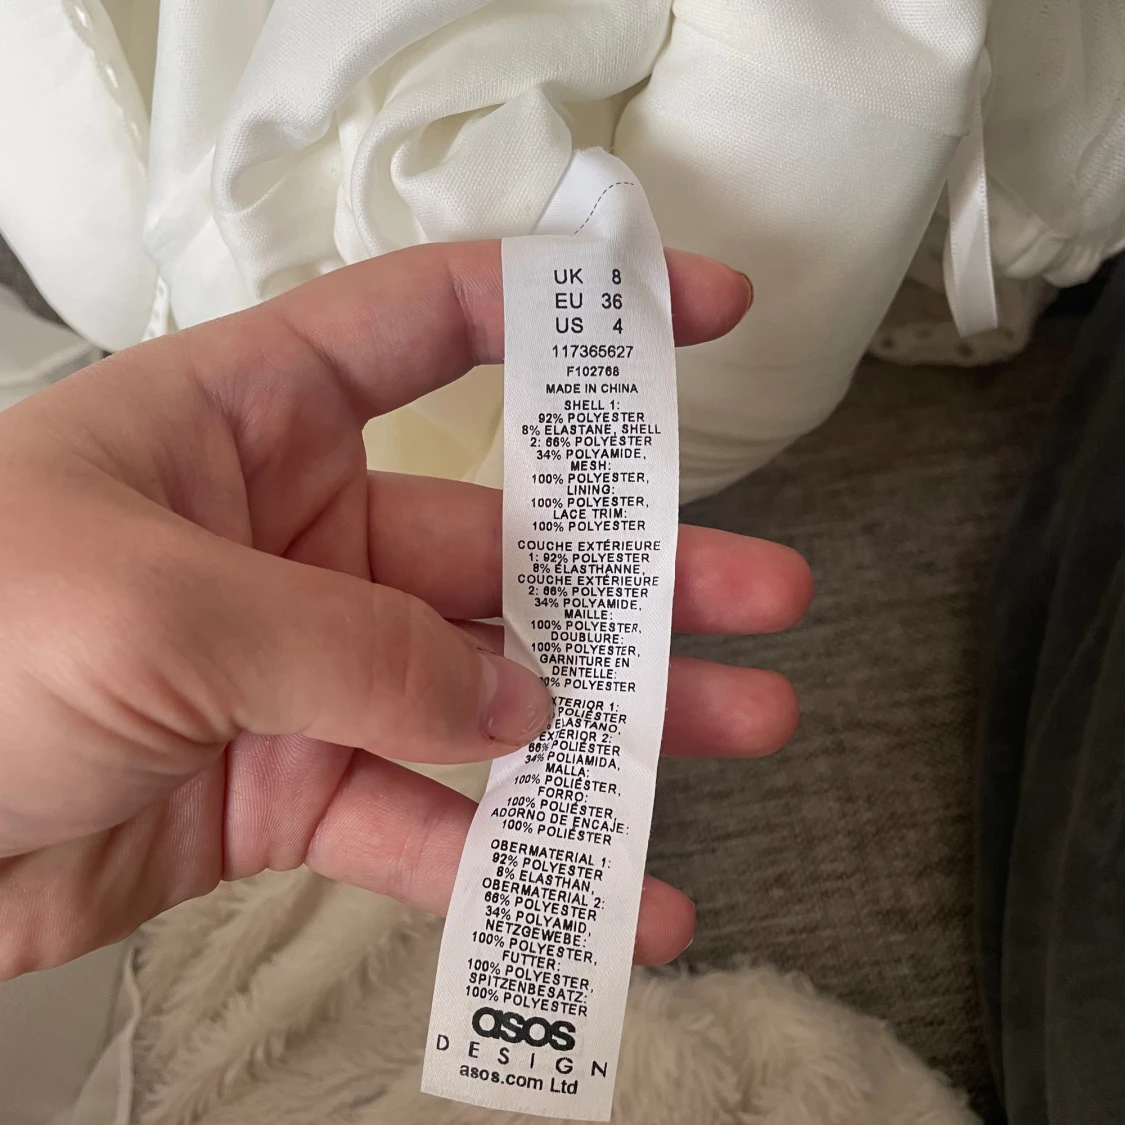 UK 8
EU 36
US 4
117365627
F102768
MADE IN CHINA
SHELL 1:
92% POLYESTER
8% ELASTANE, SHELL
2: 66% POLYESTER
34% POLYAMIDE,
MESH:
100% POLYESTER,
LINING:
100% POLYESTER,
LACE TRIM:
100% POLYESTER
COUCHE EXTÉRIEURE
1: 92% POLYESTER
8% ÉLASTHANNE,
COUCHE EXTÉRIEURE
2: 66% POLYESTER
34% POLYAMIDE,
MAILLE:
100% POLYESTER,
DOUBLURE:
100% POLYESTER,
GARNITURE EN
DENTELLE:
POLYESTER
1:
POLIÉSTER
ELASTANO,
EXTERIOR 2:
66% POLIÉSTER
34% POLIAMIDA,
MALLA:
100% POLIÉSTER,
FORRO:
100% POLIÉSTER,
ADORNO DE ENCAJE:
100% POLIÉSTER
OBERMATERIAL 1:
92% POLYESTER
8% ELASTHAN,
OBERMATERIAL 2:
66% POLYESTER
34% POLYAMID,
NETZGEWEBE:
100% POLYESTER,
FUTTER:
100% POLYESTER,
SPITZENBESATZ:
100% POLYESTER
asos
DESIGN
asos.com Ltd